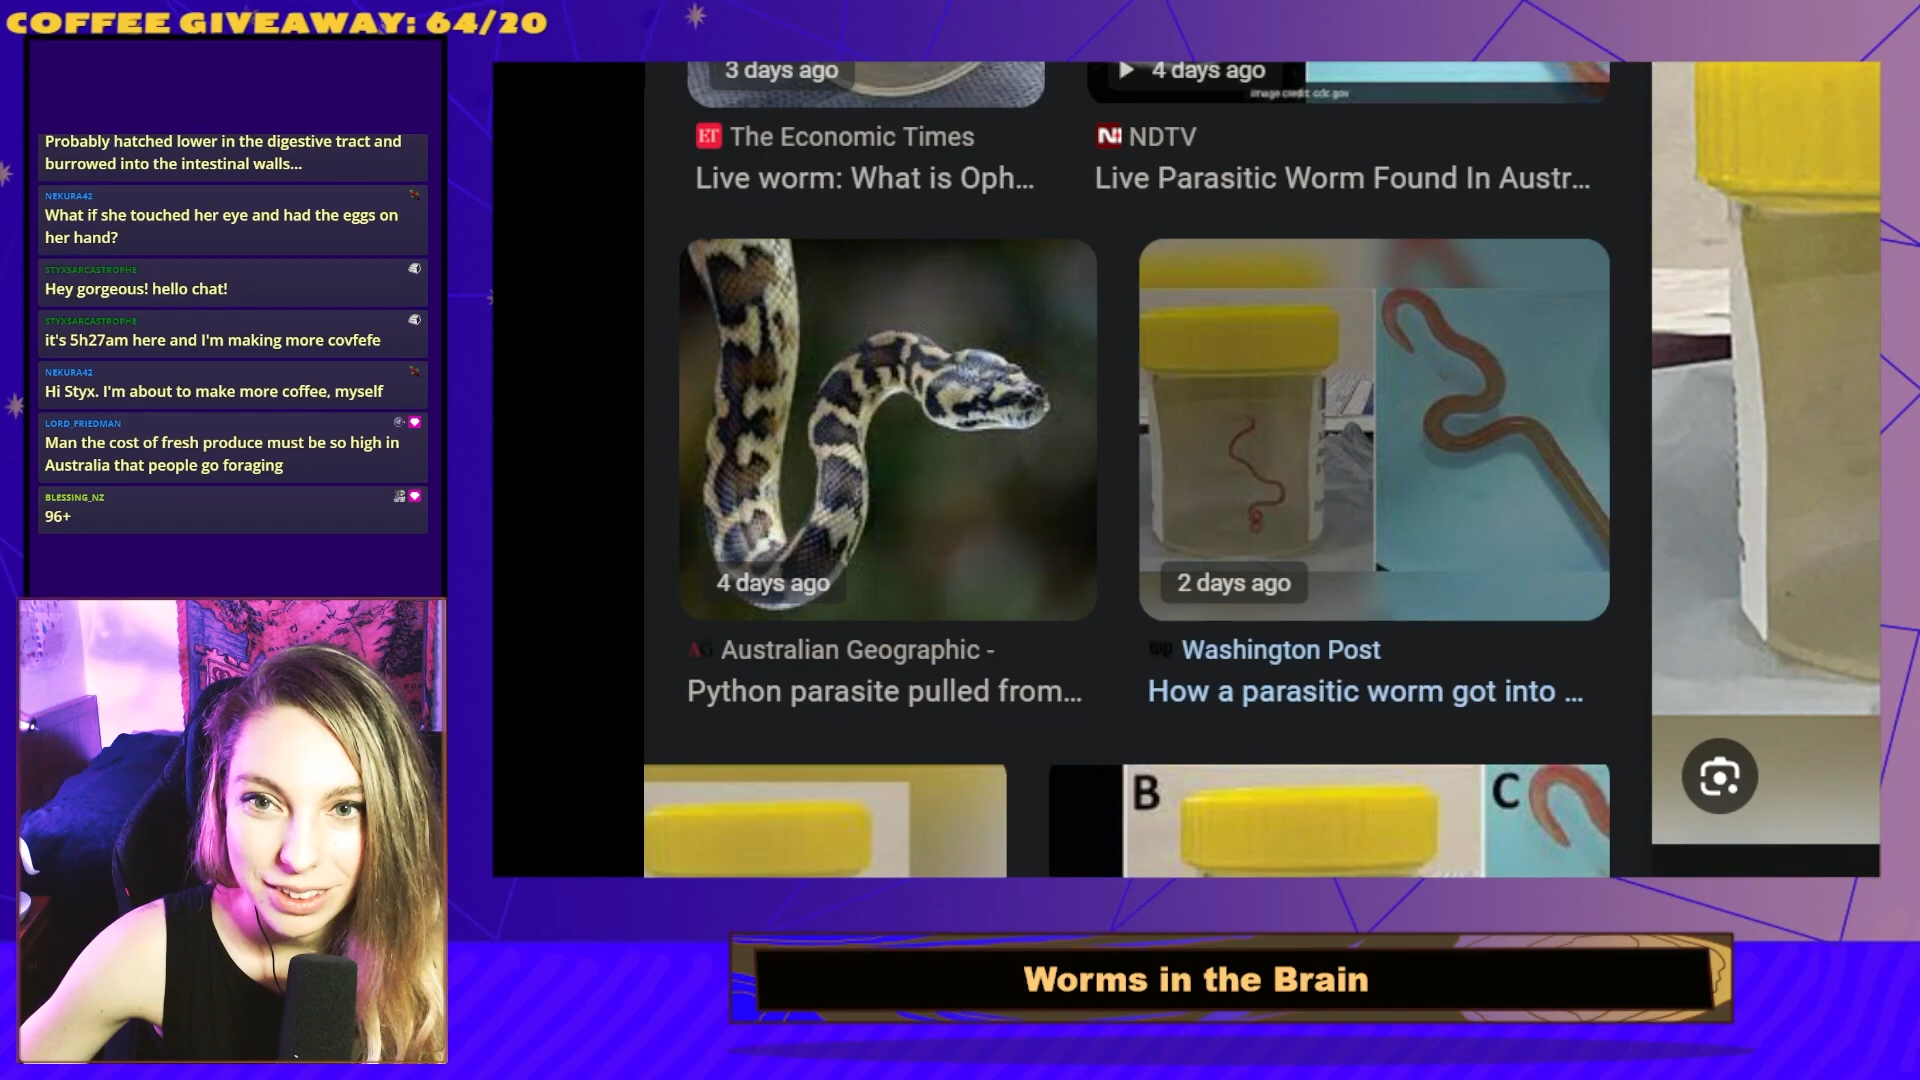 COFFEE GIVEAWAY: 64/20
Probably hatched lower in the digestive tract and
burrowed into the intestinal walls...
NEKURA42
What if she touched her eye and had the eggs on
her hand?
STYXSARCASTROPHE
Hey gorgeous! hello chat!
STYXSARCASTROPHE
it's 5h27am here and I'm making more covfefe
NEKURA42
Hi Styx. I'm about to make more coffee, myself
LORD_FRIEDMAN
Man the cost of fresh produce must be so high in
Australia that people go foraging
BLESSING_NZ
96+
3 days ago
4 days ago
image credit: cdc.gov
ET The Economic Times
Live worm: What is Oph...
N NDTV
Live Parasitic Worm Found In Austr...
4 days ago
2 days ago
AG Australian Geographic -
Python parasite pulled from...
wp Washington Post
How a parasitic worm got into ...
B
C
Worms in the Brain